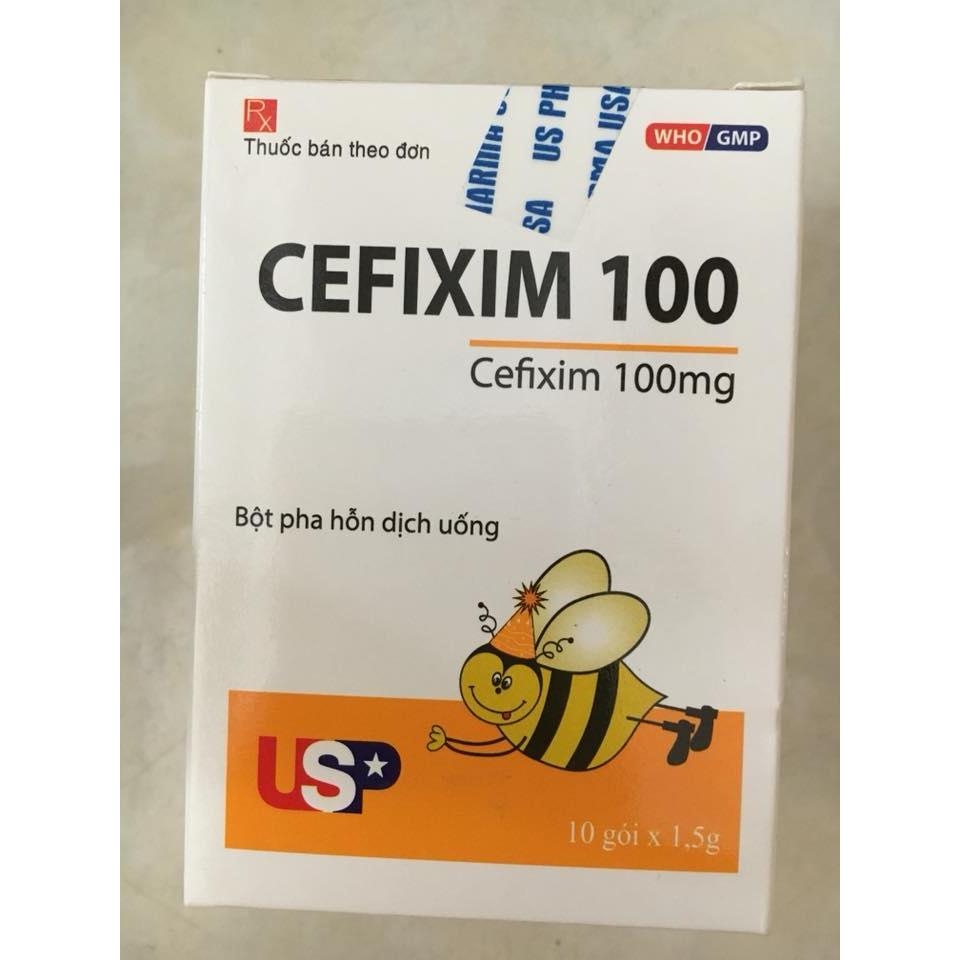 Rx
Thuốc bán theo đơn
US PH
USA
SA
WHO GMP
CEFIXIM 100
Cefixim 100mg
Bột pha hỗn dịch uống
USP
10 gói x 1,5g